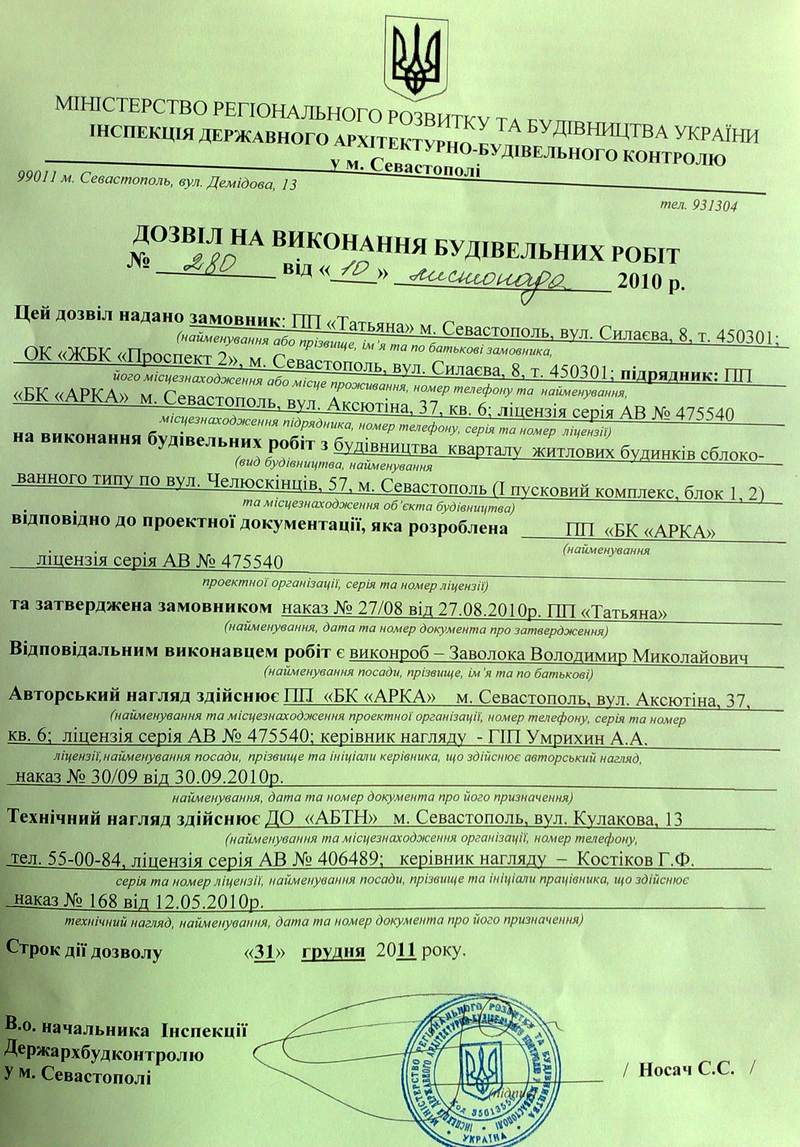 МІНІСТЕРСТВО РЕГІОНАЛЬНОГО РОЗВИТКУ ТА БУДІВНИЦТВА УКРАЇНИ
ІНСПЕКЦІЯ ДЕРЖАВНОГО АРХІТЕКТУРНО-БУДІВЕЛЬНОГО КОНТРОЛЮ
у м. Севастополі
99011 м. Севастополь, вул. Демідова, 13
тел. 931304
ДОЗВІЛ НА ВИКОНАННЯ БУДІВЕЛЬНИХ РОБІТ
№ 280 від «10» листопада 2010 р.
Цей дозвіл надано замовник: ПП «Татьяна» м. Севастополь, вул. Силаєва, 8, т. 450301;
(найменування або прізвище, ім’я та по батькові замовника,
ОК «ЖБК «Проспект 2», м. Севастополь, вул. Силаєва, 8, т. 450301; підрядник: ПП
його місцезнаходження або місце проживання, номер телефону та найменування,
«БК «АРКА» м. Севастополь, вул. Аксютіна, 37, кв. 6; ліцензія серія АВ № 475540
місцезнаходження підрядника, номер телефону, серія та номер ліцензії)
на виконання будівельних робіт з будівництва кварталу житлових будинків сблоко-
(вид будівництва, найменування
ванного типу по вул. Челюскінців, 57, м. Севастополь (І пусковий комплекс, блок 1, 2)
та місцезнаходження об’єкта будівництва)
відповідно до проектної документації, яка розроблена ПП «БК «АРКА»
(найменування
ліцензія серія АВ № 475540
проектної організації, серія та номер ліцензії)
та затверджена замовником наказ № 27/08 від 27.08.2010р. ПП «Татьяна»
(найменування, дата та номер документа про затвердження)
Відповідальним виконавцем робіт є виконроб – Заволока Володимир Миколайович
(найменування посади, прізвище, ім’я та по батькові)
Авторський нагляд здійснює ПП «БК «АРКА» м. Севастополь, вул. Аксютіна, 37,
(найменування та місцезнаходження проектної організації, номер телефону, серія та номер
кв. 6; ліцензія серія АВ № 475540; керівник нагляду - ГІП Умрихин А.А.
ліцензії, найменування посади, прізвище та ініціали керівника, що здійснює авторський нагляд,
наказ № 30/09 від 30.09.2010р.
найменування, дата та номер документа про його призначення)
Технічний нагляд здійснює ДО «АБТН» м. Севастополь, вул. Кулакова, 13
(найменування та місцезнаходження організації, номер телефону,
тел. 55-00-84, ліцензія серія АВ № 406489; керівник нагляду – Костіков Г.Ф.
серія та номер ліцензії, найменування посади, прізвище та ініціали працівника, що здійснює
наказ № 168 від 12.05.2010р.
технічний нагляд, найменування, дата та номер документа про його призначення)
Строк дії дозволу «31» грудня 2011 року.
В.о. начальника Інспекції
Держархбудконтролю
у м. Севастополі
/ Носач С.С. /
МІНІСТЕРСТВО РЕГІОНАЛЬНОГО РОЗВИТКУ ТА БУДІВНИЦТВА
УКРАЇНА